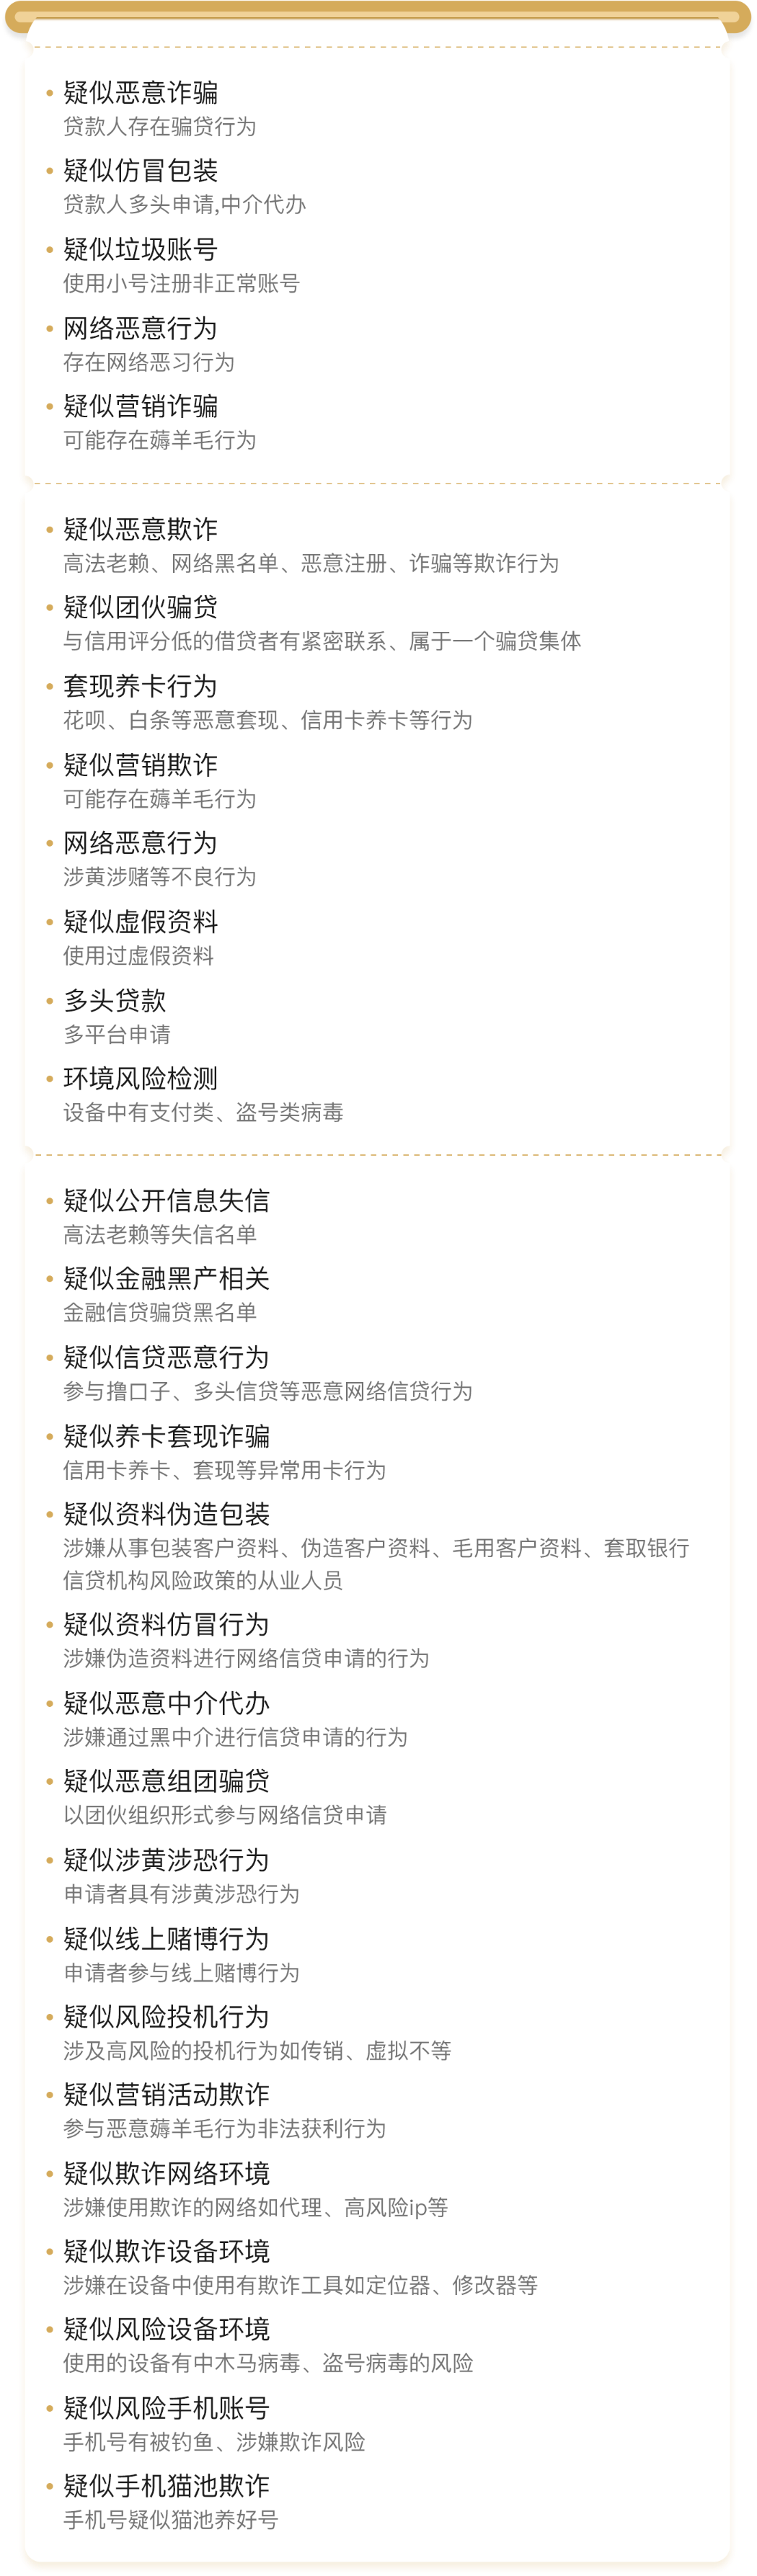 疑似恶意诈骗
贷款人存在骗贷行为
疑似仿冒包装
贷款人多头申请,中介代办
疑似垃圾账号
使用小号注册非正常账号
网络恶意行为
存在网络恶习行为
疑似营销诈骗
可能存在薅羊毛行为
疑似恶意欺诈
高法老赖、网络黑名单、恶意注册、诈骗等欺诈行为
疑似团伙骗贷
与信用评分低的借贷者有紧密联系、属于一个骗贷集体
套现养卡行为
花呗、白条等恶意套现、信用卡养卡等行为
疑似营销欺诈
可能存在薅羊毛行为
网络恶意行为
涉黄涉赌等不良行为
疑似虚假资料
使用过虚假资料
多头贷款
多平台申请
环境风险检测
设备中有支付类、盗号类病毒
疑似公开信息失信
高法老赖等失信名单
疑似金融黑产相关
金融信贷骗贷黑名单
疑似信贷恶意行为
参与撸口子、多头信贷等恶意网络信贷行为
疑似养卡套现诈骗
信用卡养卡、套现等异常用卡行为
疑似资料伪造包装
涉嫌从事包装客户资料、伪造客户资料、毛用客户资料、套取银行
信贷机构风险政策的从业人员
疑似资料仿冒行为
涉嫌伪造资料进行网络信贷申请的行为
疑似恶意中介代办
涉嫌通过黑中介进行信贷申请的行为
疑似恶意组团骗贷
以团伙组织形式参与网络信贷申请
疑似涉黄涉恐行为
申请者具有涉黄涉恐行为
疑似线上赌博行为
申请者参与线上赌博行为
疑似风险投机行为
涉及高风险的投机行为如传销、虚拟不等
疑似营销活动欺诈
参与恶意薅羊毛行为非法获利行为
疑似欺诈网络环境
涉嫌使用欺诈的网络如代理、高风险ip等
疑似欺诈设备环境
涉嫌在设备中使用有欺诈工具如定位器、修改器等
疑似风险设备环境
使用的设备有中木马病毒、盗号病毒的风险
疑似风险手机账号
手机号有被钓鱼、涉嫌欺诈风险
疑似手机猫池欺诈
手机号疑似猫池养好号